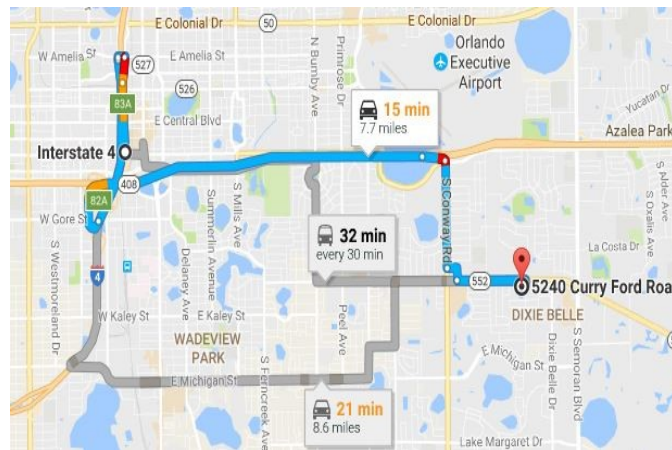 E Colonial Dr
50
E Colonial Dr
W Amelia St
E Amelia St
527
526
N Bumby Ave
Primrose Dr
Orlando
Executive
Airport
Yucatan Dr
83A
E Central Blvd
15 min
7.7 miles
Azalea Park
Interstate 4
408
82A
W Gore St
S Westmoreland Dr
4
Summerlin Avenue
Delaney Ave
S Mills Ave
S Conway Rd
S Alder Ave
S Oxalis Ave
La Costa Dr
32 min
every 30 min
552
5240 Curry Ford Roa
DIXIE BELLE
W Kaley St
E Kaley St
WADEVIEW
PARK
Peel Ave
S Ferncreek Ave
E Michigan St
E Michigan St
Dixie Belle Dr
S Semoran Blvd
21 min
8.6 miles
Lake Margaret Dr